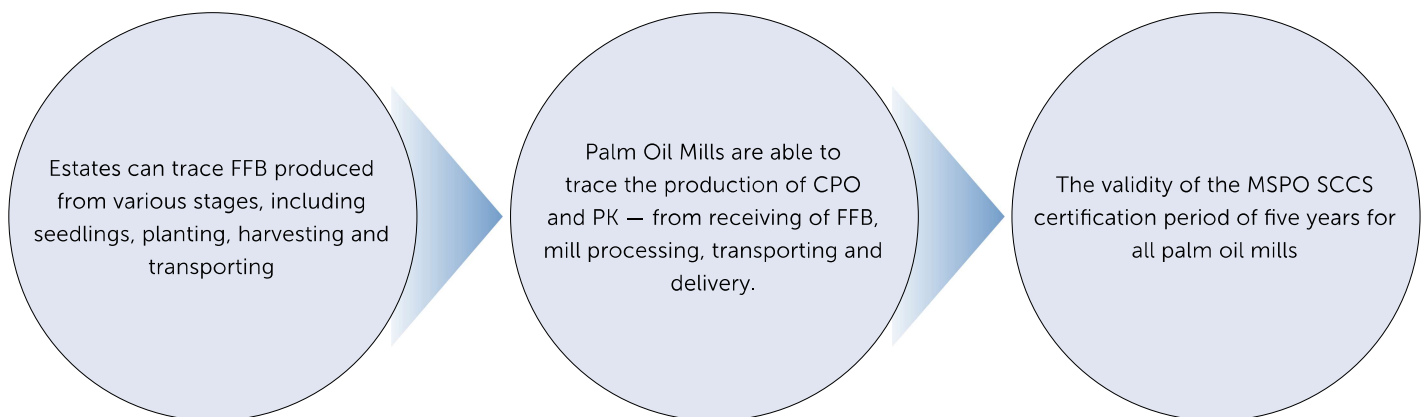 Estates can trace FFB produced
from various stages, including
seedlings, planting, harvesting and
transporting
Palm Oil Mills are able to
trace the production of CPO
and PK — from receiving of FFB,
mill processing, transporting and
delivery.
The validity of the MSPO SCCS
certification period of five years for
all palm oil mills